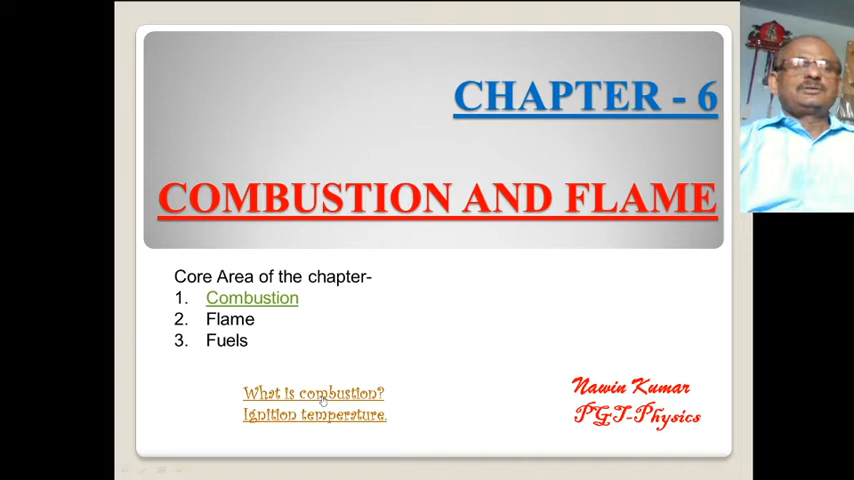 CHAPTER - 6
COMBUSTION AND FLAME
Core Area of the chapter-
1. Combustion
2. Flame
3. Fuels
What is combustion?
Ignition temperature.
Nawin Kumar
PGT-Physics